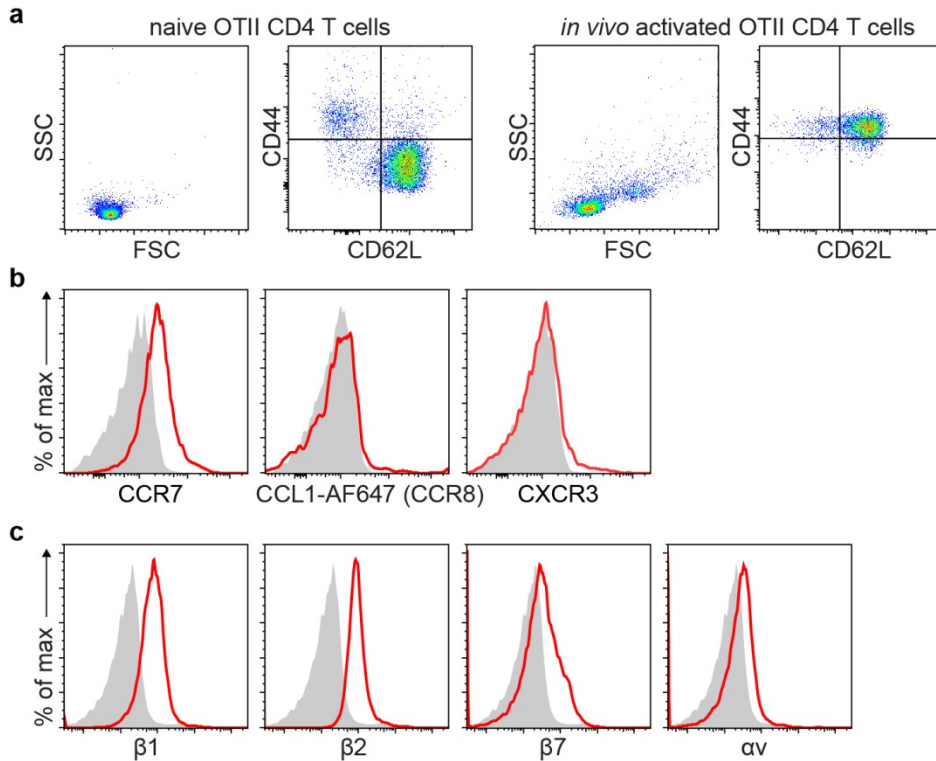 a
naive OTII CD4 T cells
in vivo activated OTII CD4 T cells
SSC
FSC
CD44
CD62L
SSC
FSC
CD44
CD62L
b
% of max
CCR7
CCL1-AF647 (CCR8)
CXCR3
c
% of max
β1
β2
β7
αv